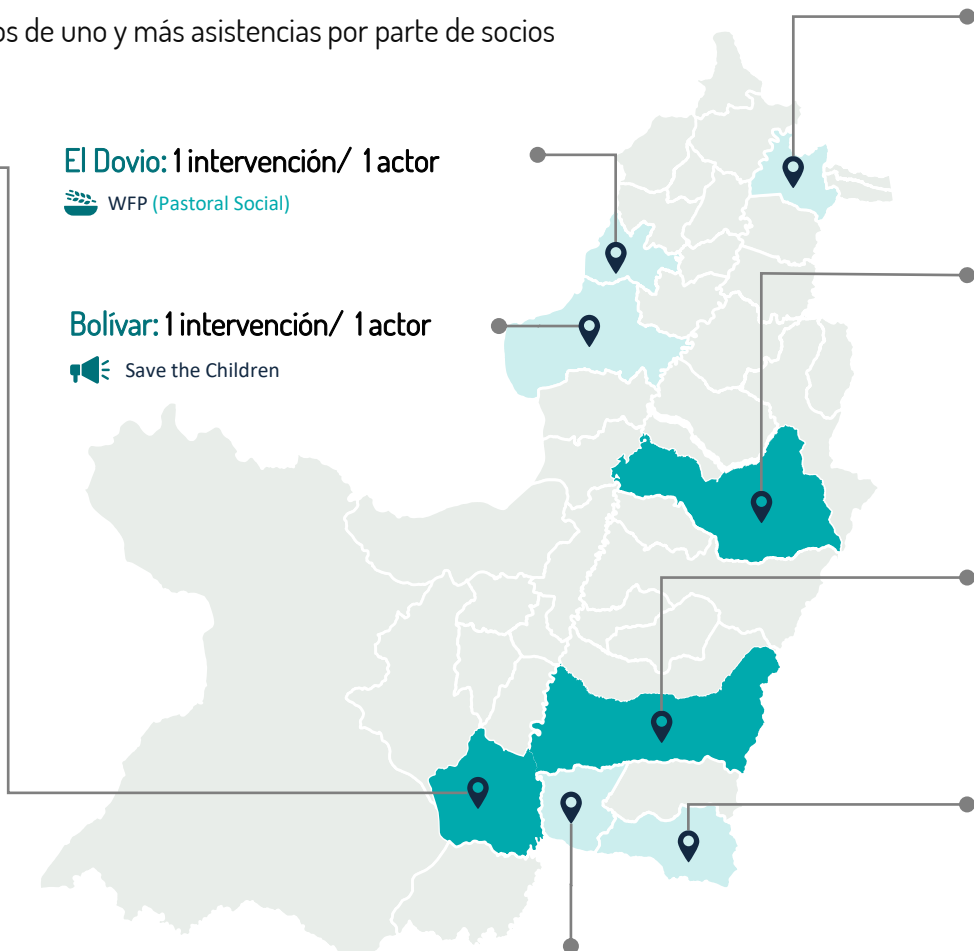 de uno y más asistencias por parte de socios
El Dovio: 1 intervención/ 1 actor
WFP (Pastoral Social)
Bolívar: 1 intervención/ 1 actor
Save the Children